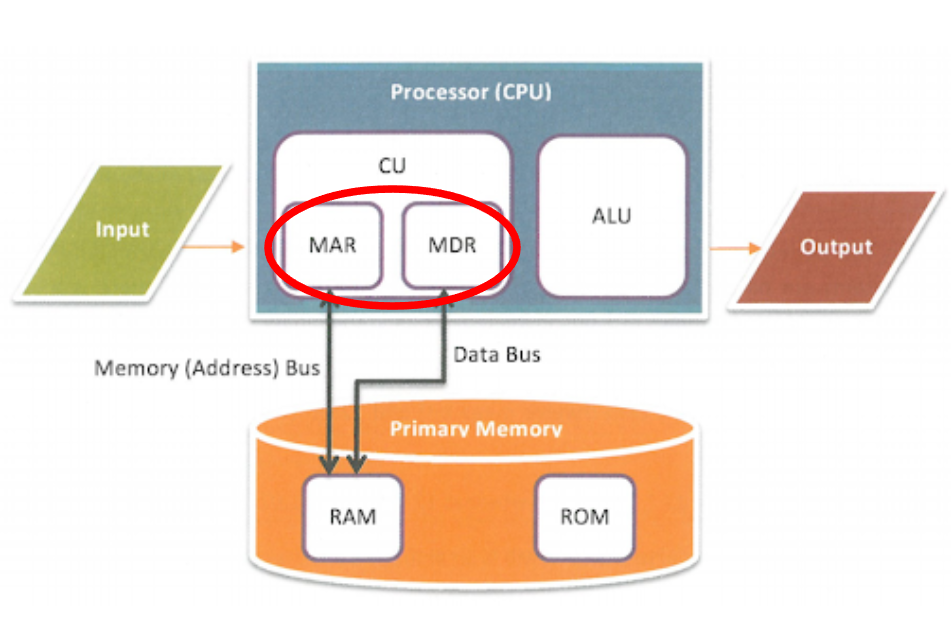 Processor (CPU)
CU
ALU
Input
MAR
MDR
Output
Data Bus
Memory (Address) Bus
Primary Memory
RAM
ROM